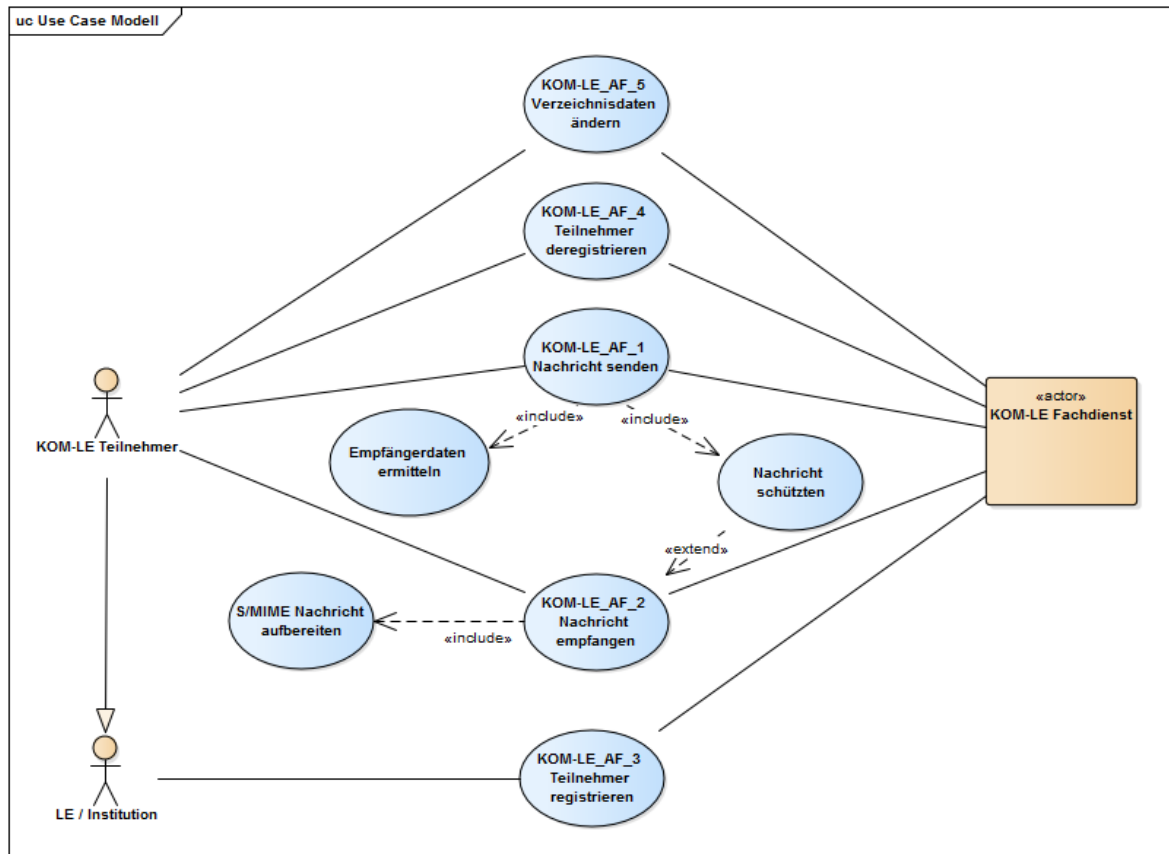 uc Use Case Modell
KOM-LE_AF_5
Verzeichnisdaten
ändern
KOM-LE_AF_4
Teilnehmer
deregistrieren
KOM-LE_AF_1
Nachricht senden
«include»
«include»
KOM-LE Teilnehmer
«actor»
KOM-LE Fachdienst
Empfängerdaten
ermitteln
Nachricht
schützten
«extend»
S/MIME Nachricht
aufbereiten
«include»
KOM-LE_AF_2
Nachricht
empfangen
LE / Institution
KOM-LE_AF_3
Teilnehmer
registrieren